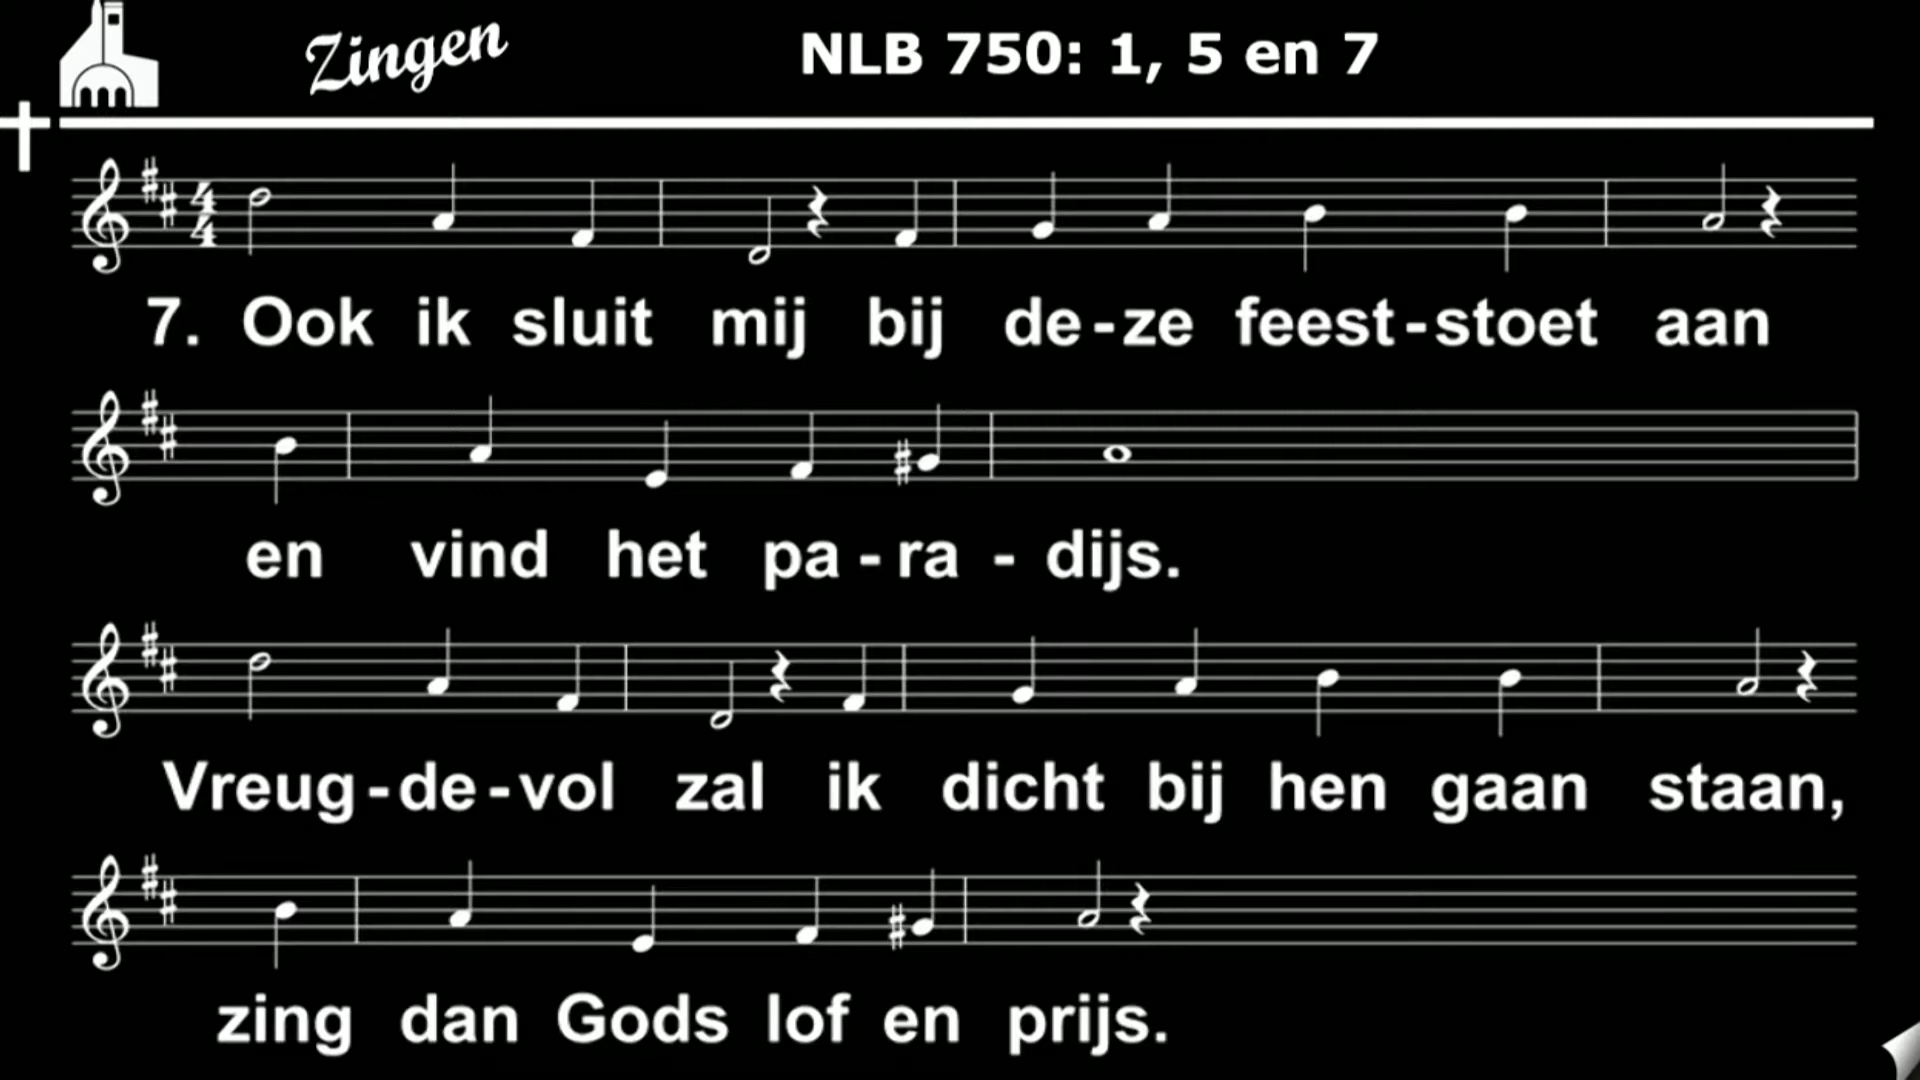 Zingen
NLB 750: 1, 5 en 7
7. Ook ik sluit mij bij de-ze feest-stoet aan
en vind het pa-ra-dijs.
Vreug-de-vol zal ik dicht bij hen gaan staan,
zing dan Gods lof en prijs.